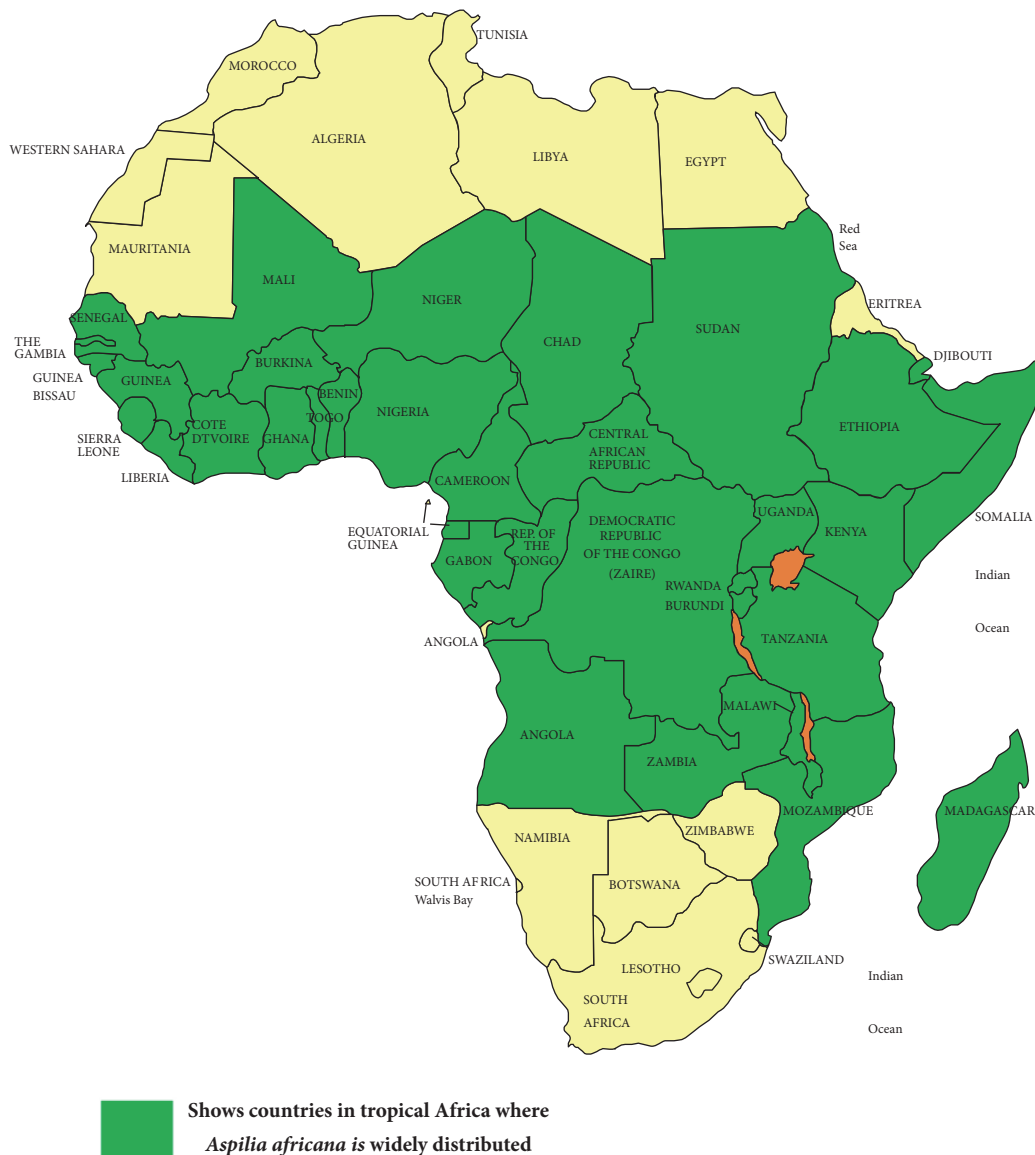 TUNISIA
MOROCCO
ALGERIA
WESTERN SAHARA
LIBYA
EGYPT
MAURITANIA
Red
Sea
MALI
NIGER
ERITREA
SENEGAL
SUDAN
CHAD
THE
GAMBIA
DJIBOUTI
BURKINA
GUINEA
BISSAU
GUINEA
BENIN
NIGERIA
TOGO
COTE
DTVOIRE
GHANA
ETHIOPIA
SIERRA
LEONE
CENTRAL
AFRICAN
REPUBLIC
LIBERIA
CAMEROON
UGANDA
SOMALIA
EQUATORIAL
GUINEA
REP. OF
THE
CONGO
DEMOCRATIC
REPUBLIC
OF THE CONGO
(ZAIRE)
KENYA
GABON
Indian
Ocean
RWANDA
BURUNDI
ANGOLA
TANZANIA
MALAWI
ANGOLA
ZAMBIA
MOZAMBIQUE
MADAGASCAR
NAMIBIA
ZIMBABWE
SOUTH AFRICA
Walvis Bay
BOTSWANA
SWAZILAND
LESOTHO
Indian
Ocean
SOUTH
AFRICA
Shows countries in tropical Africa where
Aspilia africana is widely distributed